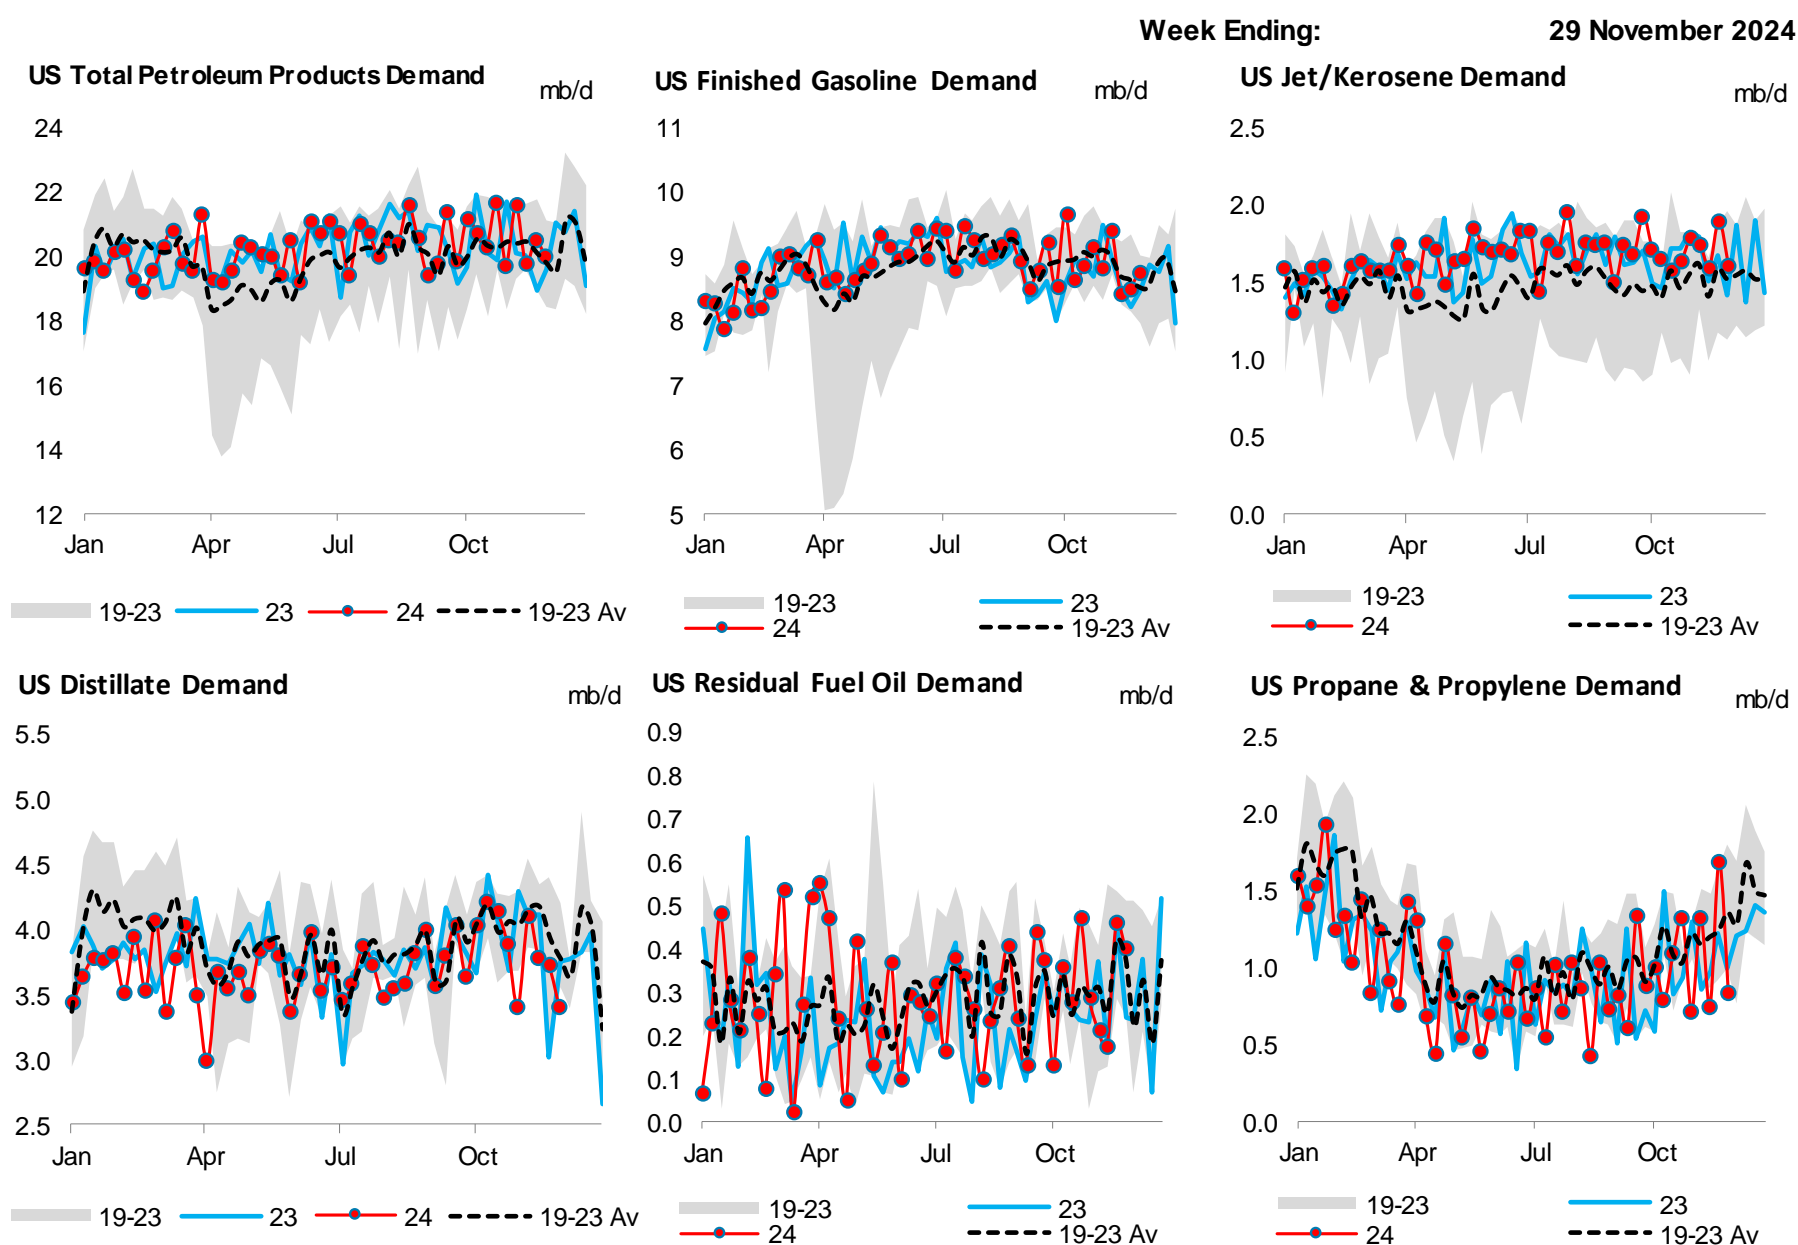 Week Ending: 29 November 2024
US Total Petroleum Products Demand
mb/d
24
22
20
18
16
14
12
Jan Apr Jul Oct
19-23 23 24 19-23 Av
US Finished Gasoline Demand
mb/d
11
10
9
8
7
6
5
Jan Apr Jul Oct
19-23 23
24 19-23 Av
US Jet/Kerosene Demand
mb/d
2.5
2.0
1.5
1.0
0.5
0.0
Jan Apr Jul Oct
19-23 23
24 19-23 Av
US Distillate Demand
mb/d
5.5
5.0
4.5
4.0
3.5
3.0
2.5
Jan Apr Jul Oct
19-23 23 24 19-23 Av
US Residual Fuel Oil Demand
mb/d
0.9
0.8
0.7
0.6
0.5
0.4
0.3
0.2
0.1
0.0
Jan Apr Jul Oct
19-23 23
24 19-23 Av
US Propane & Propylene Demand
mb/d
2.5
2.0
1.5
1.0
0.5
0.0
Jan Apr Jul Oct
19-23 23
24 19-23 Av